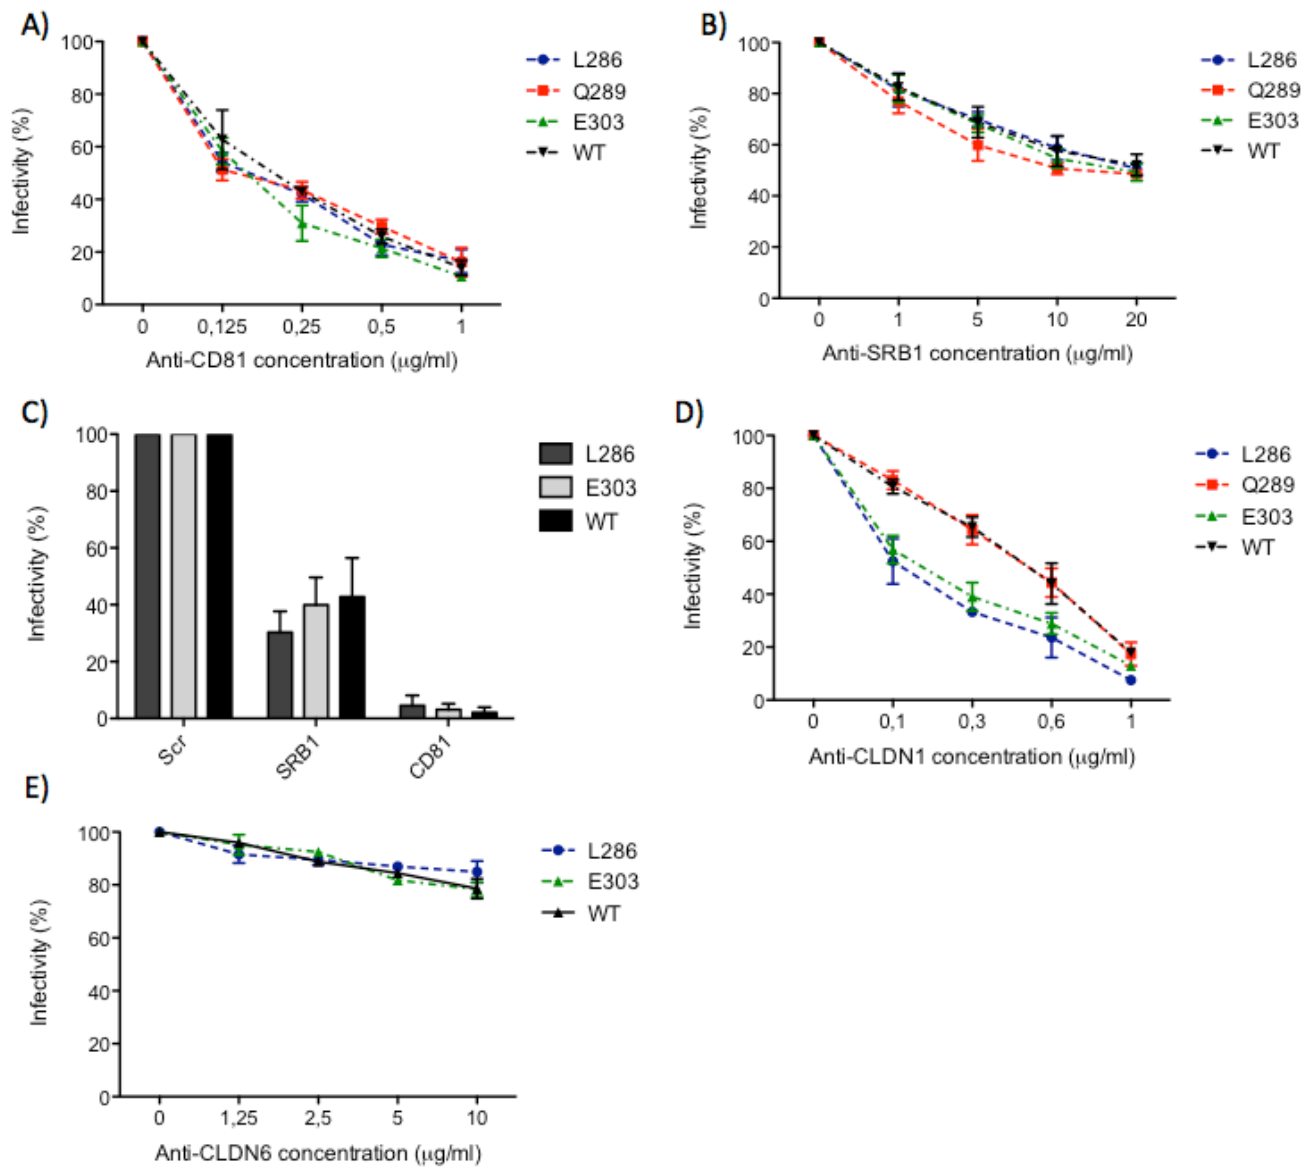 A)
Infectivity (%)
100
80
60
40
20
0
0 0,125 0,25 0,5 1
Anti-CD81 concentration (μg/ml)
L286
Q289
E303
WT
B)
Infectivity (%)
100
80
60
40
20
0
0 1 5 10 20
Anti-SRB1 concentration (μg/ml)
L286
Q289
E303
WT
C)
Infectivity (%)
100
80
60
40
20
0
Scr SRB1 CD81
L286
E303
WT
D)
Infectivity (%)
100
80
60
40
20
0
0 0,1 0,3 0,6 1
Anti-CLDN1 concentration (μg/ml)
L286
Q289
E303
WT
E)
Infectivity (%)
100
80
60
40
20
0
0 1,25 2,5 5 10
Anti-CLDN6 concentration (μg/ml)
L286
E303
WT